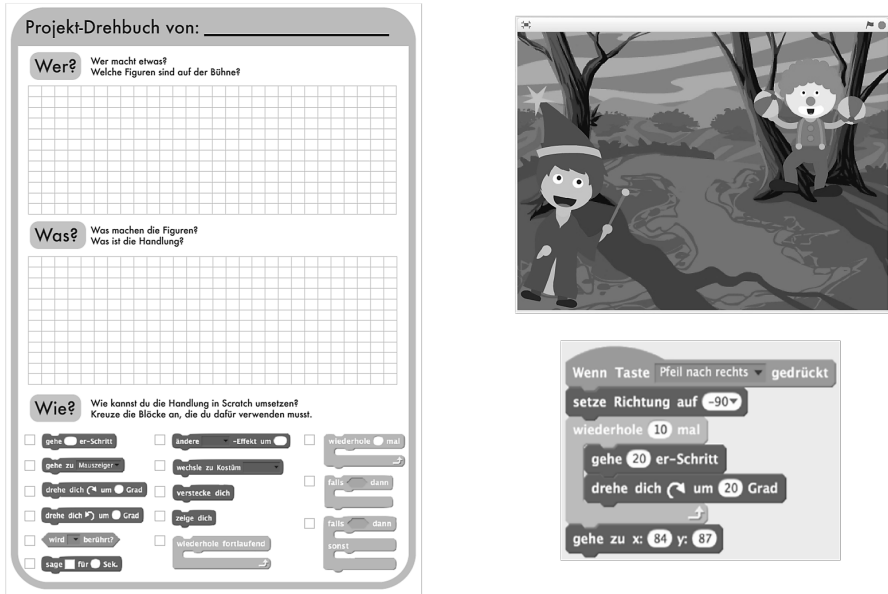 Projekt-Drehbuch von:
Wer?
Wer macht etwas?
Welche Figuren sind auf der Bühne?
Was?
Was machen die Figuren?
Was ist die Handlung?
Wie?
Wie kannst du die Handlung in Scratch umsetzen?
Kreuze die Blöcke an, die du dafür verwenden musst.
gehe er-Schritt
gehe zu Mauszeiger
drehe dich um Grad
drehe dich um Grad
wird berührt?
sage für Sek.
ändere -Effekt um
wechsle zu Kostüm
verstecke dich
zeige dich
wiederhole fortlaufend
wiederhole mal
falls dann
falls dann
sonst
Wenn Taste Pfeil nach rechts gedrückt
setze Richtung auf -90
wiederhole 10 mal
gehe 20 er-Schritt
drehe dich um 20 Grad
gehe zu x: 84 y: 87